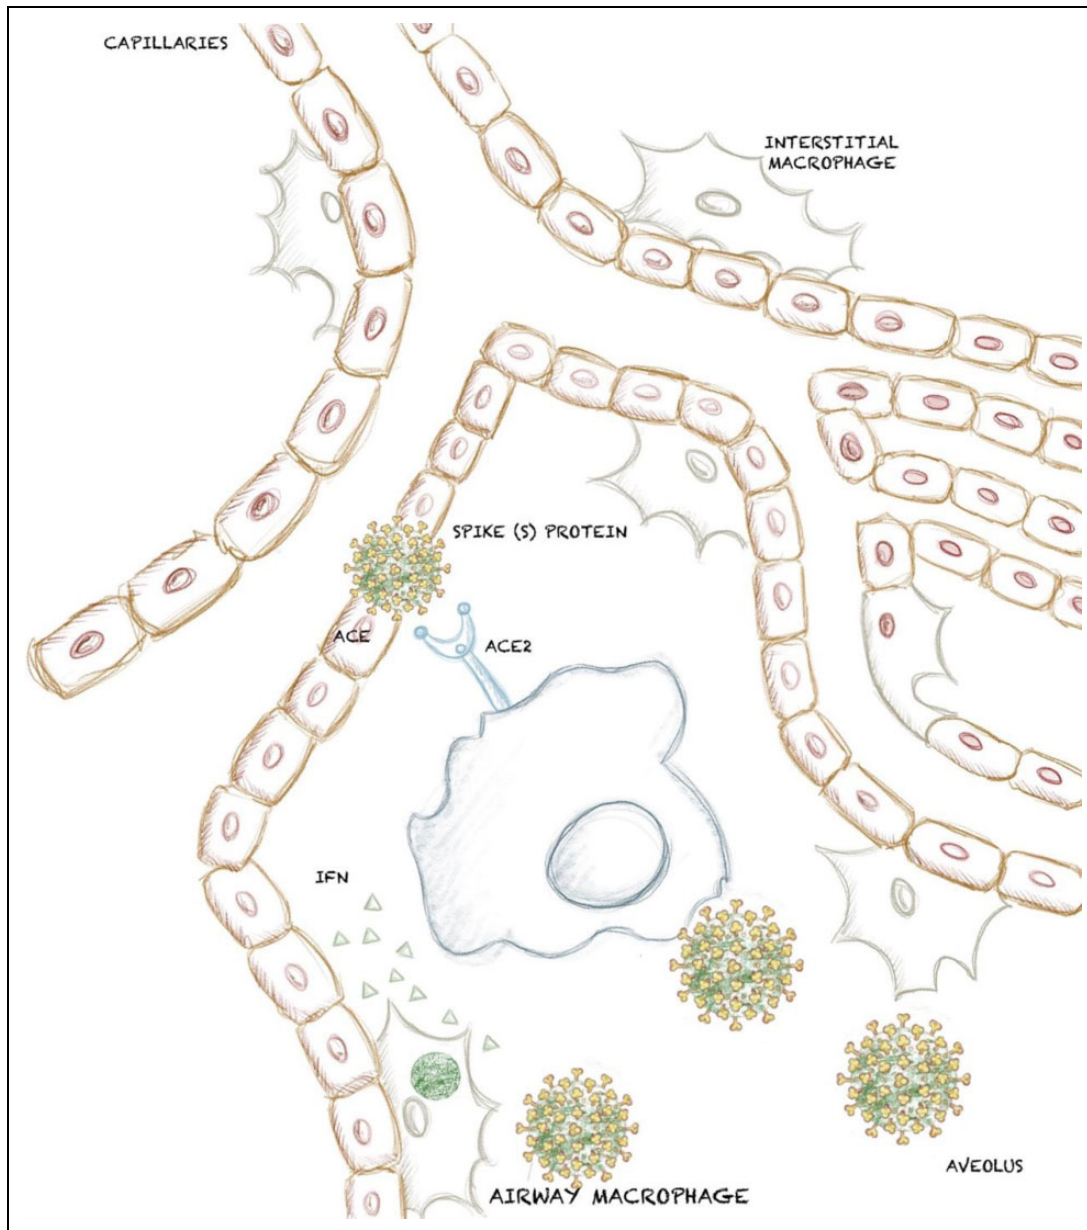 CAPILLARIES
INTERSTITIAL
MACROPHAGE
SPIKE (S) PROTEIN
ACE
ACE2
IFN
AVEOLUS
AIRWAY MACROPHAGE